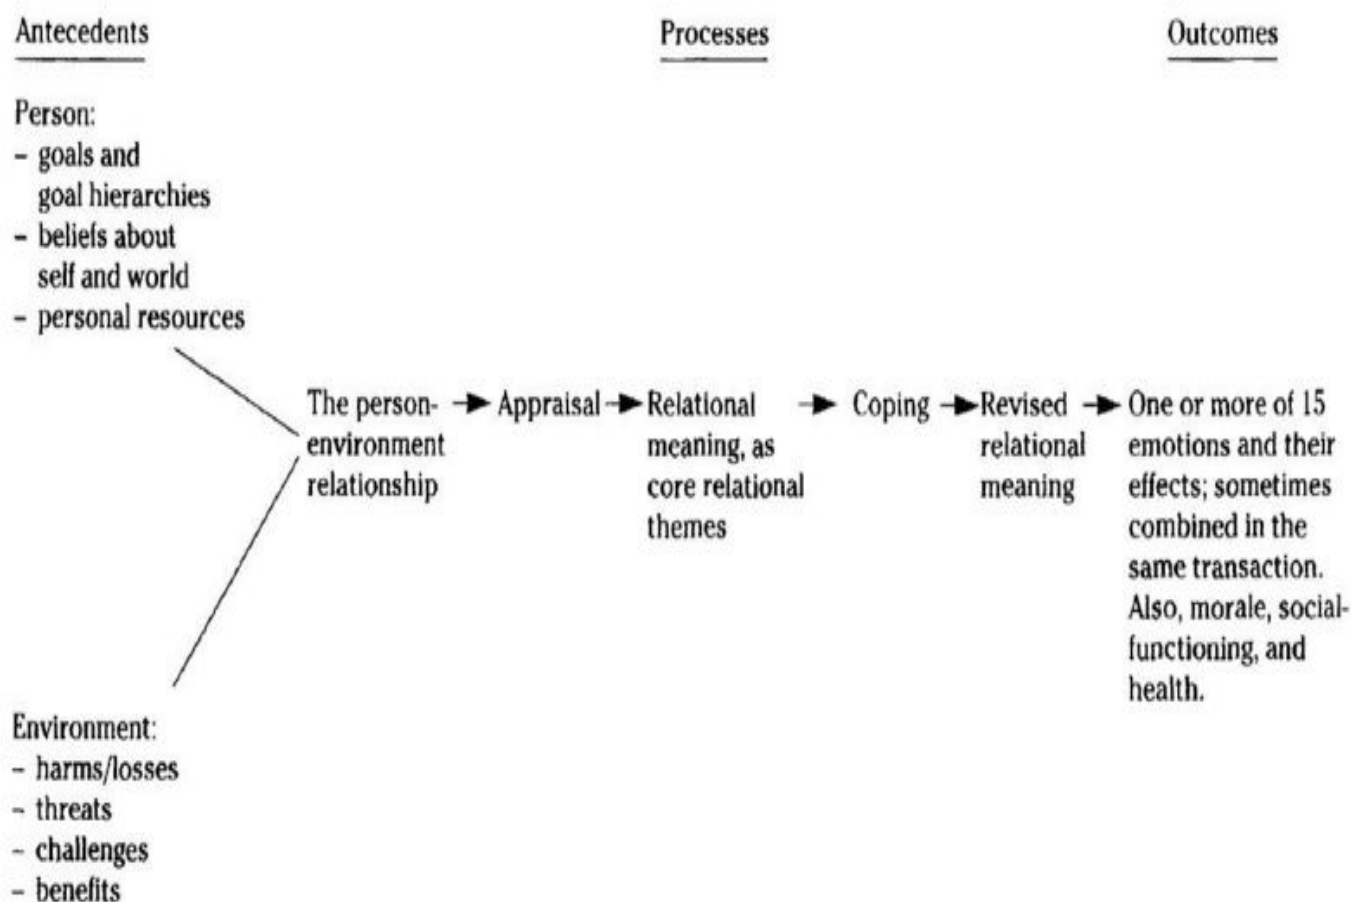 Antecedents
Processes
Outcomes
Person:
– goals and
goal hierarchies
– beliefs about
self and world
– personal resources
The person-
environment
relationship
Appraisal
Relational
meaning, as
core relational
themes
Coping
Revised
relational
meaning
One or more of 15
emotions and their
effects; sometimes
combined in the
same transaction.
Also, morale, social-
functioning, and
health.
Environment:
– harms/losses
– threats
– challenges
– benefits